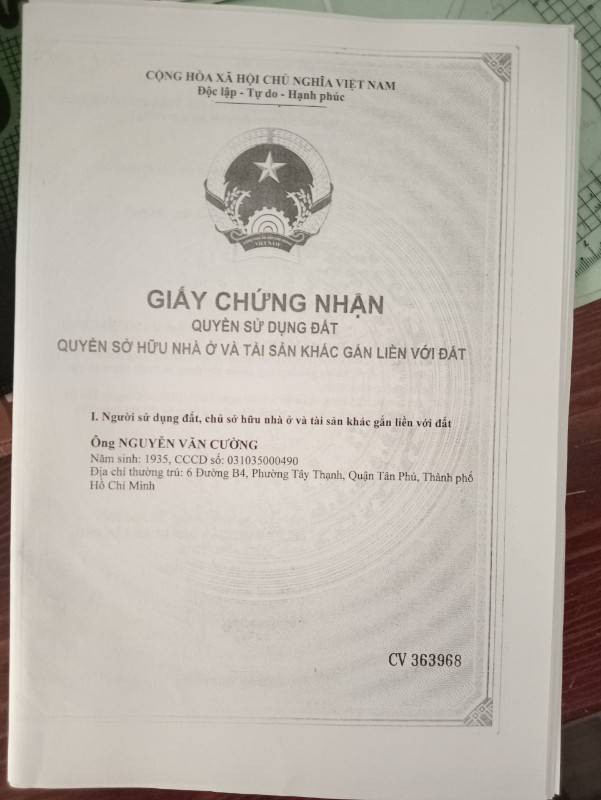 CỘNG HÒA XÃ HỘI CHỦ NGHĨA VIỆT NAM
Độc lập - Tự do - Hạnh phúc
VIỆT NAM
GIẤY CHỨNG NHẬN
QUYỀN SỬ DỤNG ĐẤT
QUYỀN SỞ HỮU NHÀ Ở VÀ TÀI SẢN KHÁC GẮN LIỀN VỚI ĐẤT
I. Người sử dụng đất, chủ sở hữu nhà ở và tài sản khác gắn liền với đất
Ông NGUYỄN VĂN CƯỜNG
Năm sinh: 1935, CCCD số: 031035000490
Địa chỉ thường trú: 6 Đường B4, Phường Tây Thạnh, Quận Tân Phú, Thành phố
Hồ Chí Minh
CV 363968